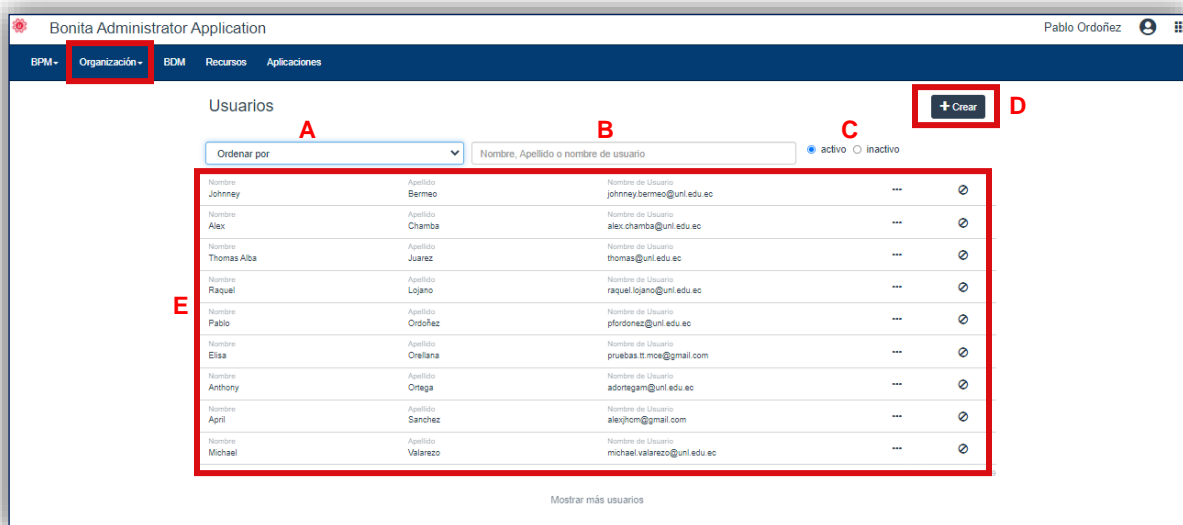 Bonita Administrator Application Pablo Ordoñez
BPM Organización BDM Recursos Aplicaciones
Usuarios + Crear D
A B C
Ordenar por Nombre, Apellido o nombre de usuario activo inactivo
Nombre Apellido Nombre de Usuario
Johnney Bermeo johnney.bermeo@unl.edu.ec
Nombre Apellido Nombre de Usuario
Alex Chamba alex.chamba@unl.edu.ec
Nombre Apellido Nombre de Usuario
Thomas Alba Juarez thomas@unl.edu.ec
Nombre Apellido Nombre de Usuario
Raquel Lojano raquel.lojano@unl.edu.ec
E
Nombre Apellido Nombre de Usuario
Pablo Ordoñez pfordonez@unl.edu.ec
Nombre Apellido Nombre de Usuario
Elisa Orellana pruebas.tt.mce@gmail.com
Nombre Apellido Nombre de Usuario
Anthony Ortega adortegam@unl.edu.ec
Nombre Apellido Nombre de Usuario
April Sanchez alexjhcm@gmail.com
Nombre Apellido Nombre de Usuario
Michael Valarezo michael.valarezo@unl.edu.ec
Mostrar más usuarios